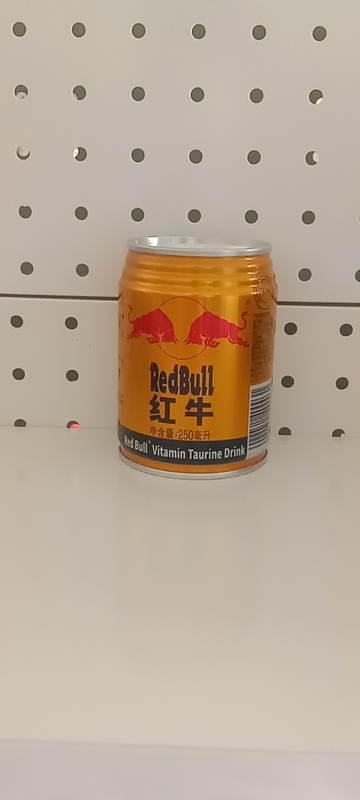 RedBull
红牛
净含量:250毫升
Red Bull® Vitamin Taurine Drink